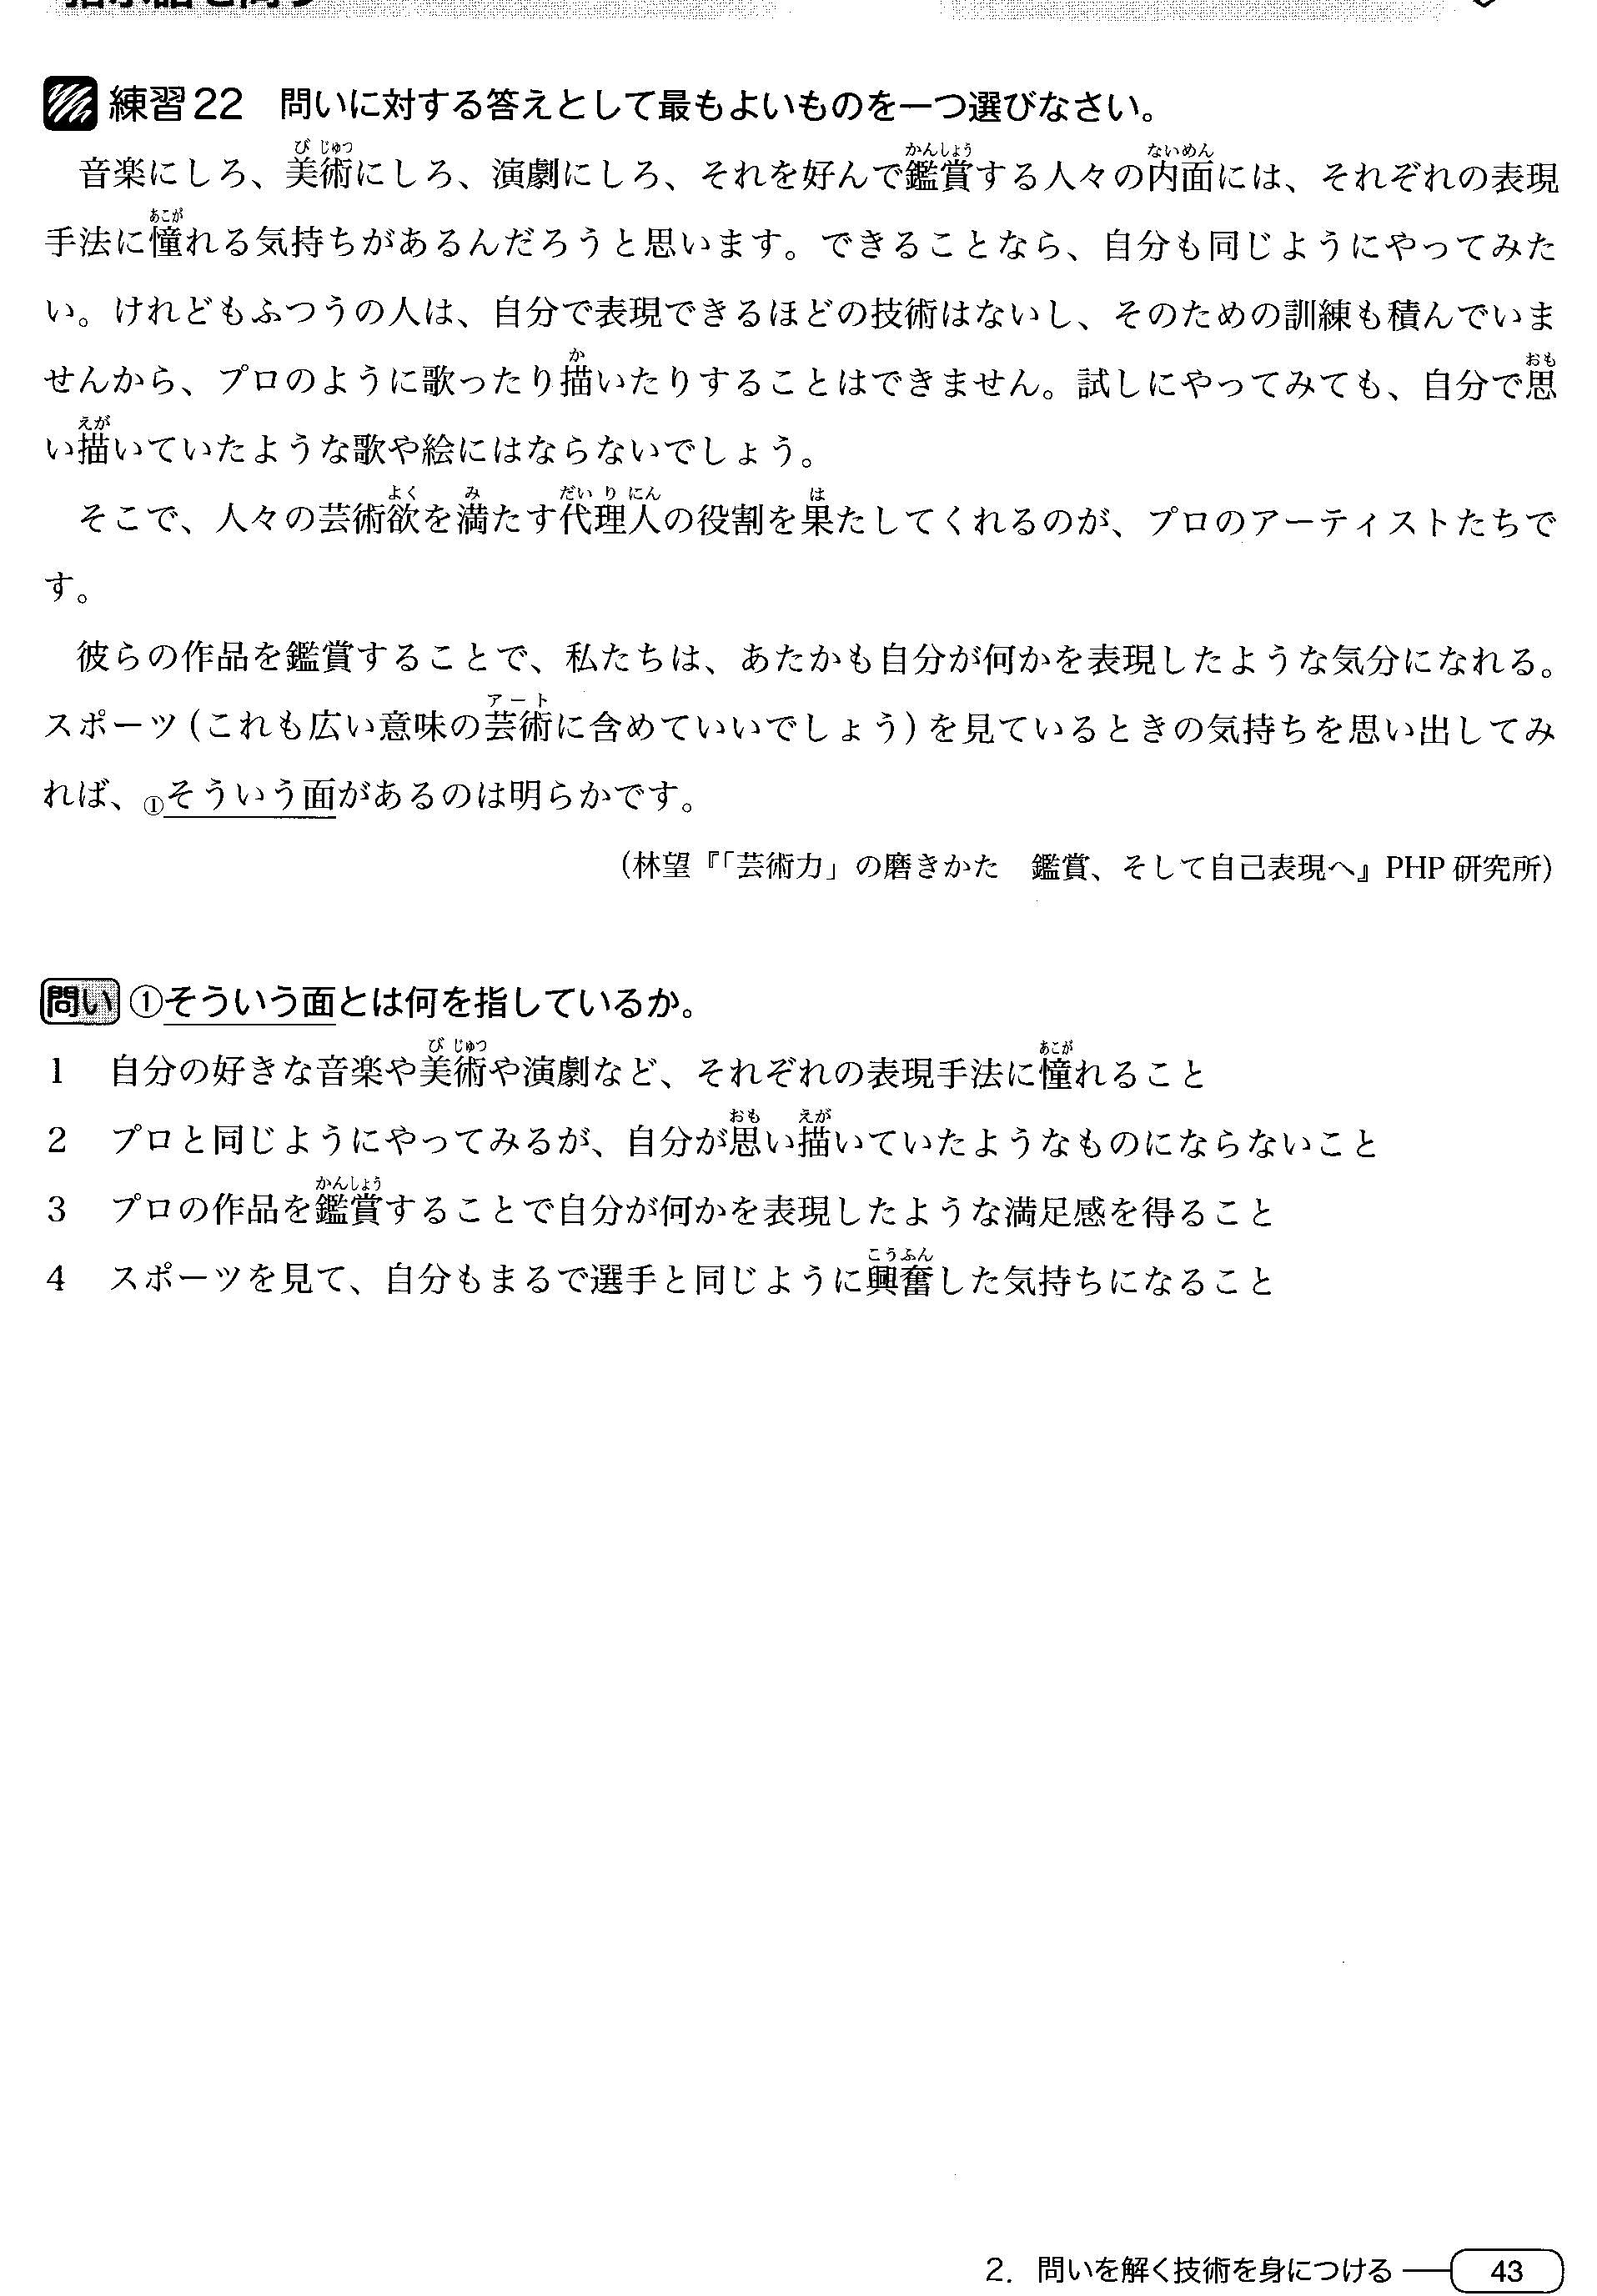 練習22 問いに対する答えとして最もよいものを一つ選びなさい。
音楽にしろ、美術にしろ、演劇にしろ、それを好んで鑑賞する人々の内面には、それぞれの表現
手法に憧れる気持ちがあるんだろうと思います。できることなら、自分も同じようにやってみた
い。けれどもふつうの人は、自分で表現できるほどの技術はないし、そのための訓練も積んでいま
せんから、プロのように歌ったり描いたりすることはできません。試しにやってみても、自分で思
い描いていたような歌や絵にはならないでしょう。
そこで、人々の芸術欲を満たす代理人の役割を果たしてくれるのが、プロのアーティストたちで
す。
彼らの作品を鑑賞することで、私たちは、あたかも自分が何かを表現したような気分になれる。
スポーツ(これも広い意味の芸術に含めていいでしょう)を見ているときの気持ちを思い出してみ
れば、①そういう面があるのは明らかです。
(林望『「芸術力」の磨きかた 鑑賞、そして自己表現へ』PHP研究所)
問い ①そういう面とは何を指しているか。
1 自分の好きな音楽や美術や演劇など、それぞれの表現手法に憧れること
2 プロと同じようにやってみるが、自分が思い描いていたようなものにならないこと
3 プロの作品を鑑賞することで自分が何かを表現したような満足感を得ること
4 スポーツを見て、自分もまるで選手と同じように興奮した気持ちになること
2. 問いを解く技術を身につける 43